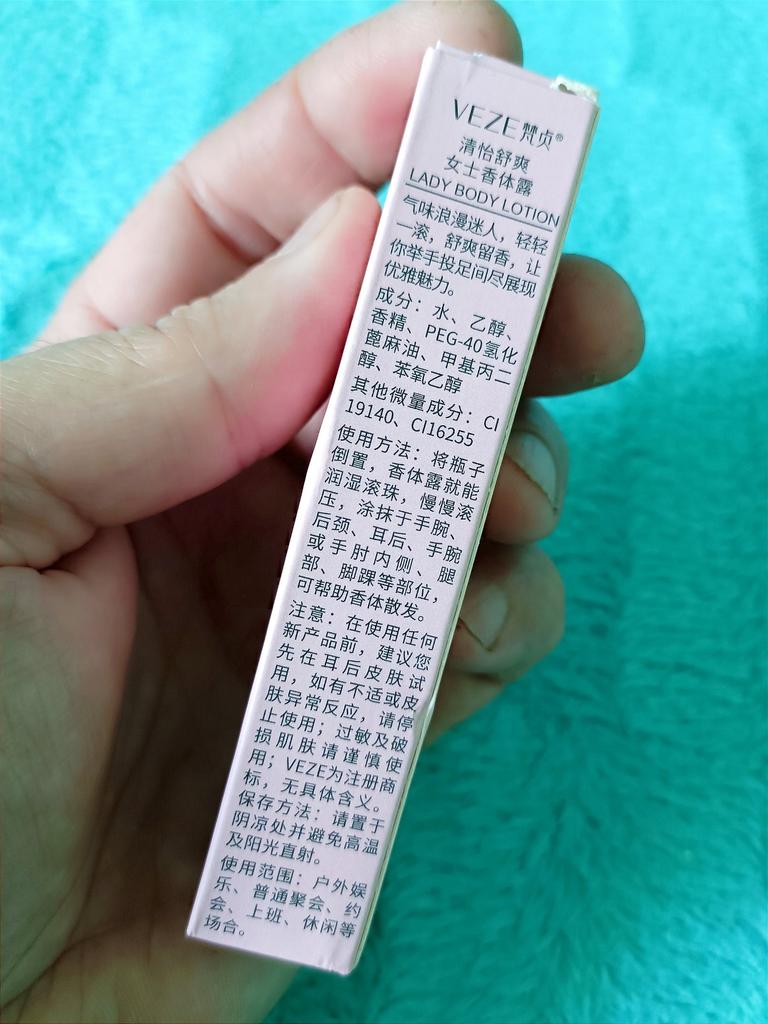 VEZE梵贞®
清怡舒爽
女士香体露
LADY BODY LOTION
气味浪漫迷人，轻轻
一滚，舒爽留香，让
你举手投足间尽展现
优雅魅力。
成分：水、乙醇、
香精、PEG-40氢化
蓖麻油、甲基丙二
醇、苯氧乙醇
其他微量成分：CI
19140、CI16255
使用方法：将瓶子
倒置，香体露就能
润湿滚珠，慢慢滚
压，涂抹于手腕、
后颈、耳后、手腕
或手肘内侧、腿
部、脚踝等部位，
可帮助香体散发。
注意：在使用任何
新产品前，建议您
先在耳后皮肤试
用，如有不适或皮
肤异常反应，请停
止使用；过敏及破
损肌肤请谨慎使
用；VEZE为注册商
标，无具体含义。
保存方法：请置于
阴凉处并避免高温
及阳光直射。
使用范围：户外娱
乐、普通聚会、约
会、上班、休闲等
场合。